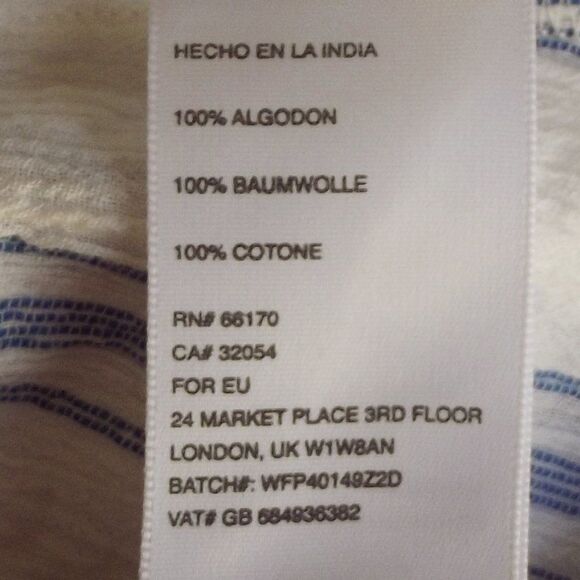 HECHO EN LA INDIA
100% ALGODON
100% BAUMWOLLE
100% COTONE
RN# 66170
CA# 32054
FOR EU
24 MARKET PLACE 3RD FLOOR
LONDON, UK W1W8AN
BATCH#: WFP40149Z2D
VAT# GB 684936382